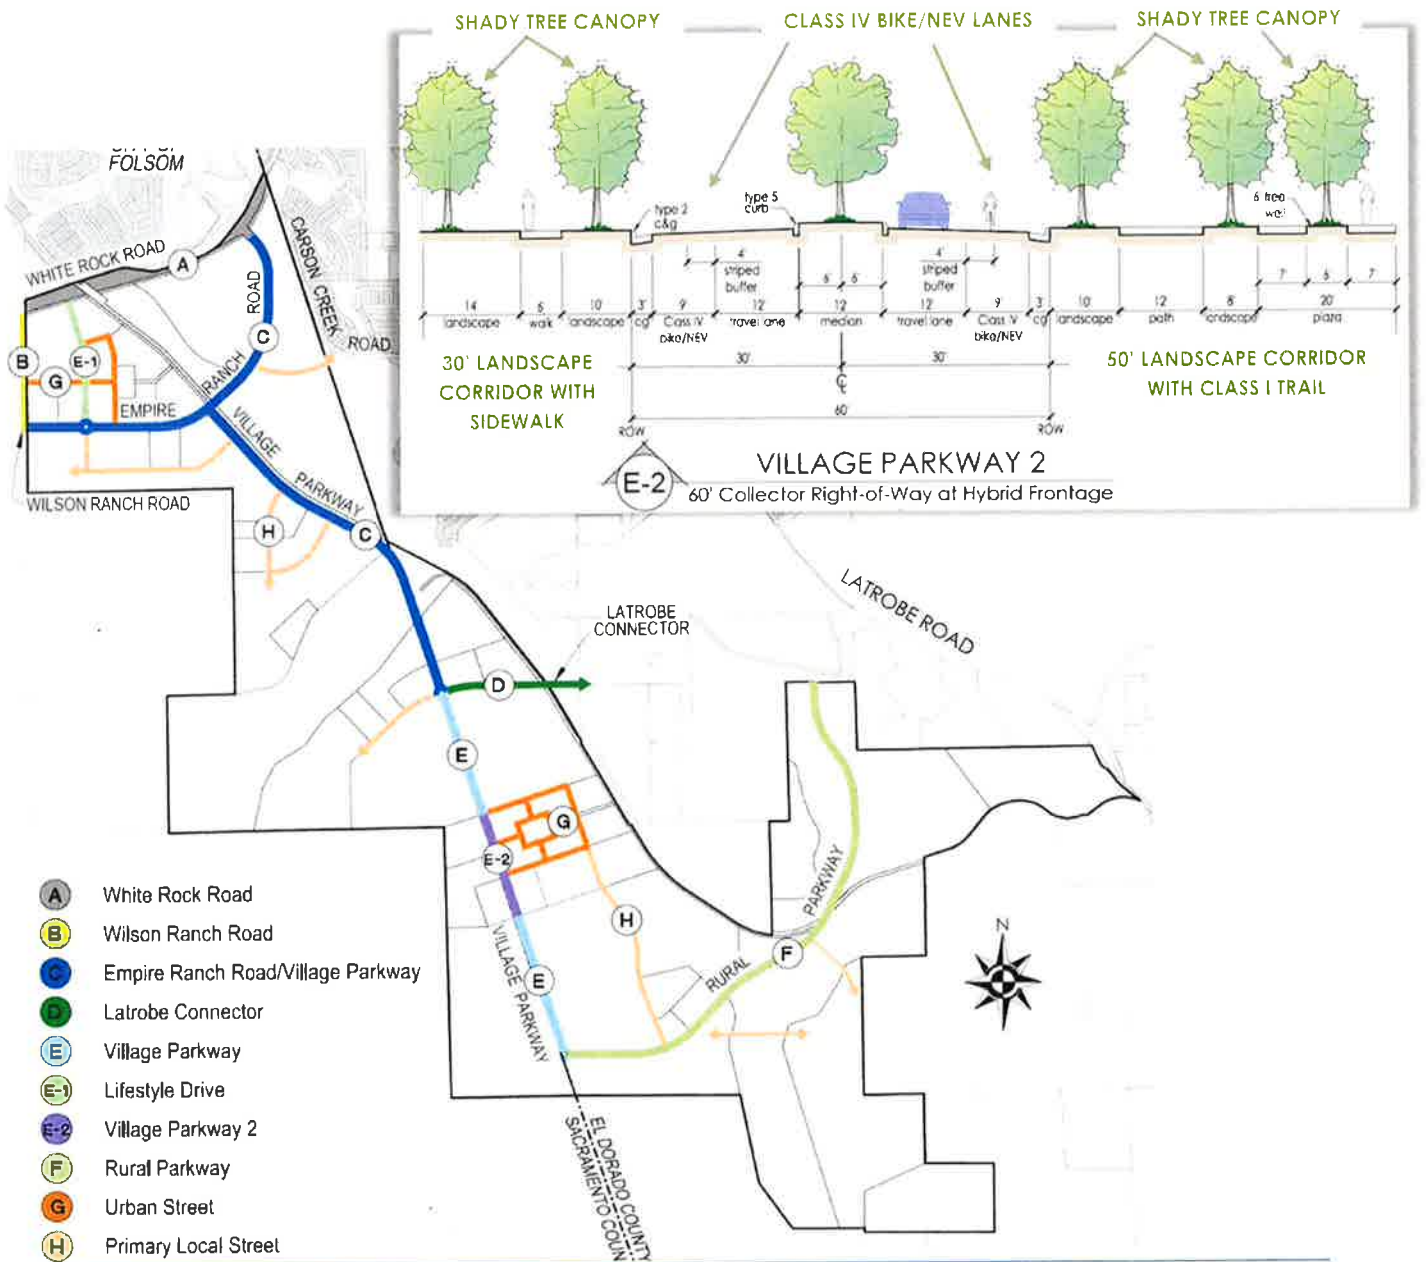 SHADY TREE CANOPY
CLASS IV BIKE/NEV LANES
SHADY TREE CANOPY
type 2
c&g
type 5
curb
6 tree
well
4'
striped
buffer
6'
6'
4'
striped
buffer
7'
6
7'
14'
landscape
6
walk
10'
landscape
3'
cg
9
Class IV
bike/NEV
12'
travel lane
12
median
12'
travel lane
9
Class IV
bike/NEV
3'
cg
10'
landscape
12
path
8'
landscape
20'
plaza
30'
30'
60
ROW
ROW
30' LANDSCAPE
CORRIDOR WITH
SIDEWALK
50' LANDSCAPE CORRIDOR
WITH CLASS I TRAIL
E-2
VILLAGE PARKWAY 2
60' Collector Right-of-Way at Hybrid Frontage
FOLSOM
WHITE ROCK ROAD
A
CARSON CREEK
ROAD
ROAD
C
RANCH
EMPIRE
B
E-1
G
VILLAGE
PARKWAY
WILSON RANCH ROAD
H
C
LATROBE ROAD
LATROBE
CONNECTOR
D
E
G
E-2
H
PARKWAY
F
RURAL
VILLAGE PARKWAY
E
N
EL DORADO COUNTY
SACRAMENTO COUN
A White Rock Road
B Wilson Ranch Road
C Empire Ranch Road/Village Parkway
D Latrobe Connector
E Village Parkway
E-1 Lifestyle Drive
E-2 Village Parkway 2
F Rural Parkway
G Urban Street
H Primary Local Street